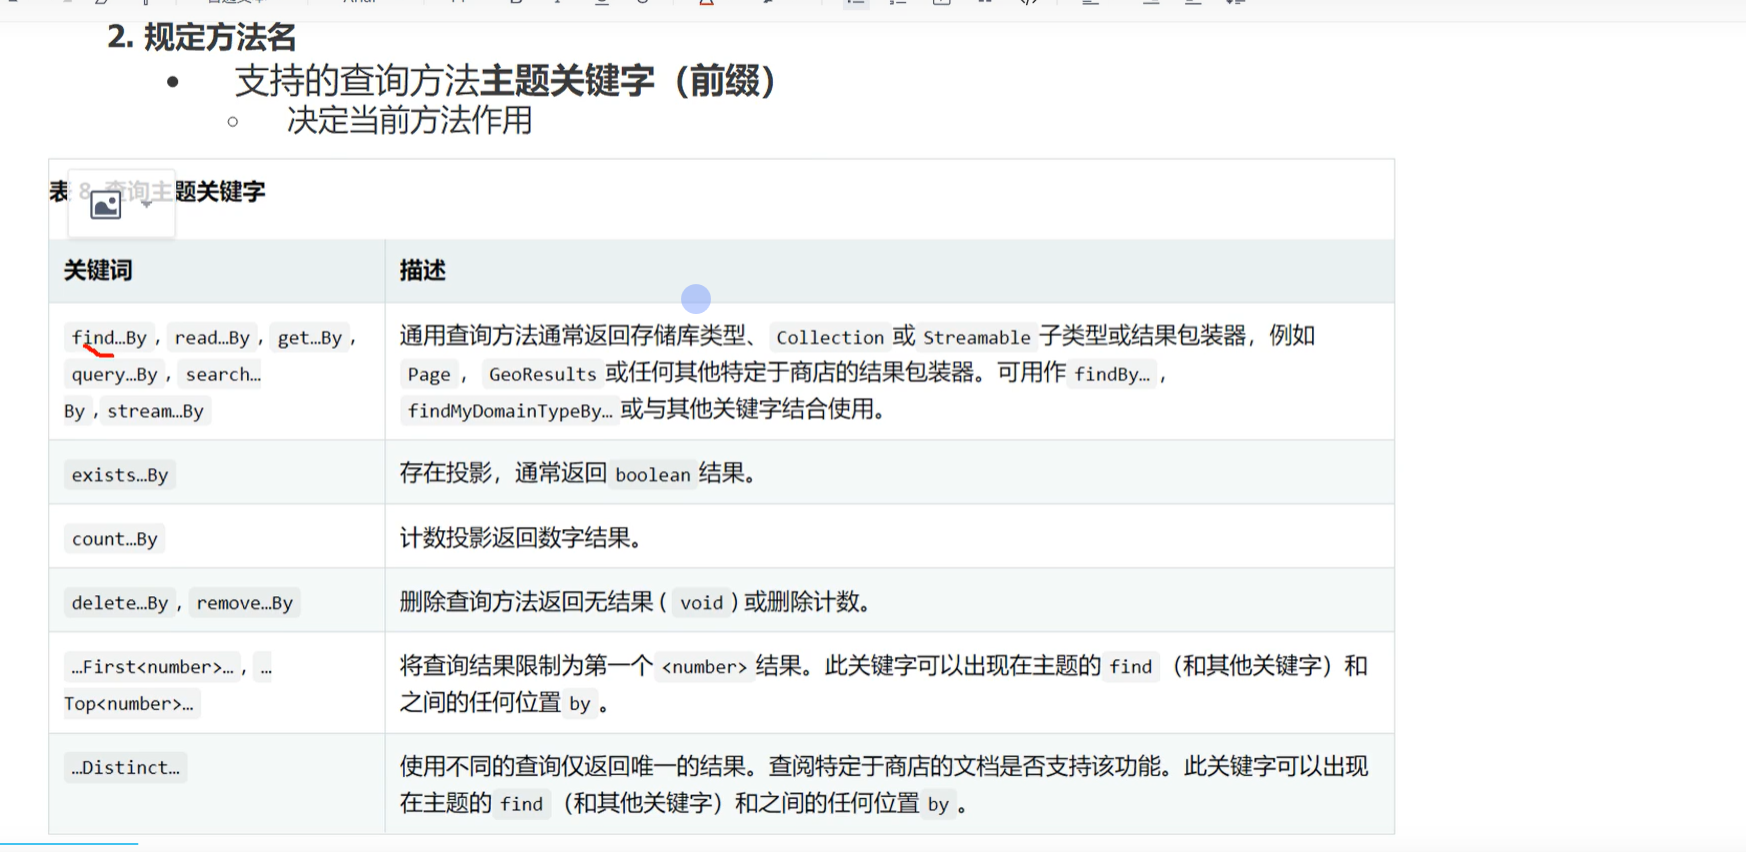 2. 规定方法名
• 支持的查询方法主题关键字（前缀）
○ 决定当前方法作用
表 8. 查询主题关键字
关键词 描述
find…By , read…By , get…By ,
query…By , search…
By , stream…By
通用查询方法通常返回存储库类型、 Collection 或 Streamable 子类型或结果包装器，例如
Page ， GeoResults 或任何其他特定于商店的结果包装器。可用作 findBy… ，
findMyDomainTypeBy… 或与其他关键字结合使用。
exists…By 存在投影，通常返回 boolean 结果。
count…By 计数投影返回数字结果。
delete…By , remove…By 删除查询方法返回无结果 ( void ) 或删除计数。
…First<number>… , …
Top<number>…
将查询结果限制为第一个 <number> 结果。此关键字可以出现在主题的 find （和其他关键字）和
之间的任何位置 by 。
…Distinct…
使用不同的查询仅返回唯一的结果。查阅特定于商店的文档是否支持该功能。此关键字可以出现
在主题的 find （和其他关键字）和之间的任何位置 by 。